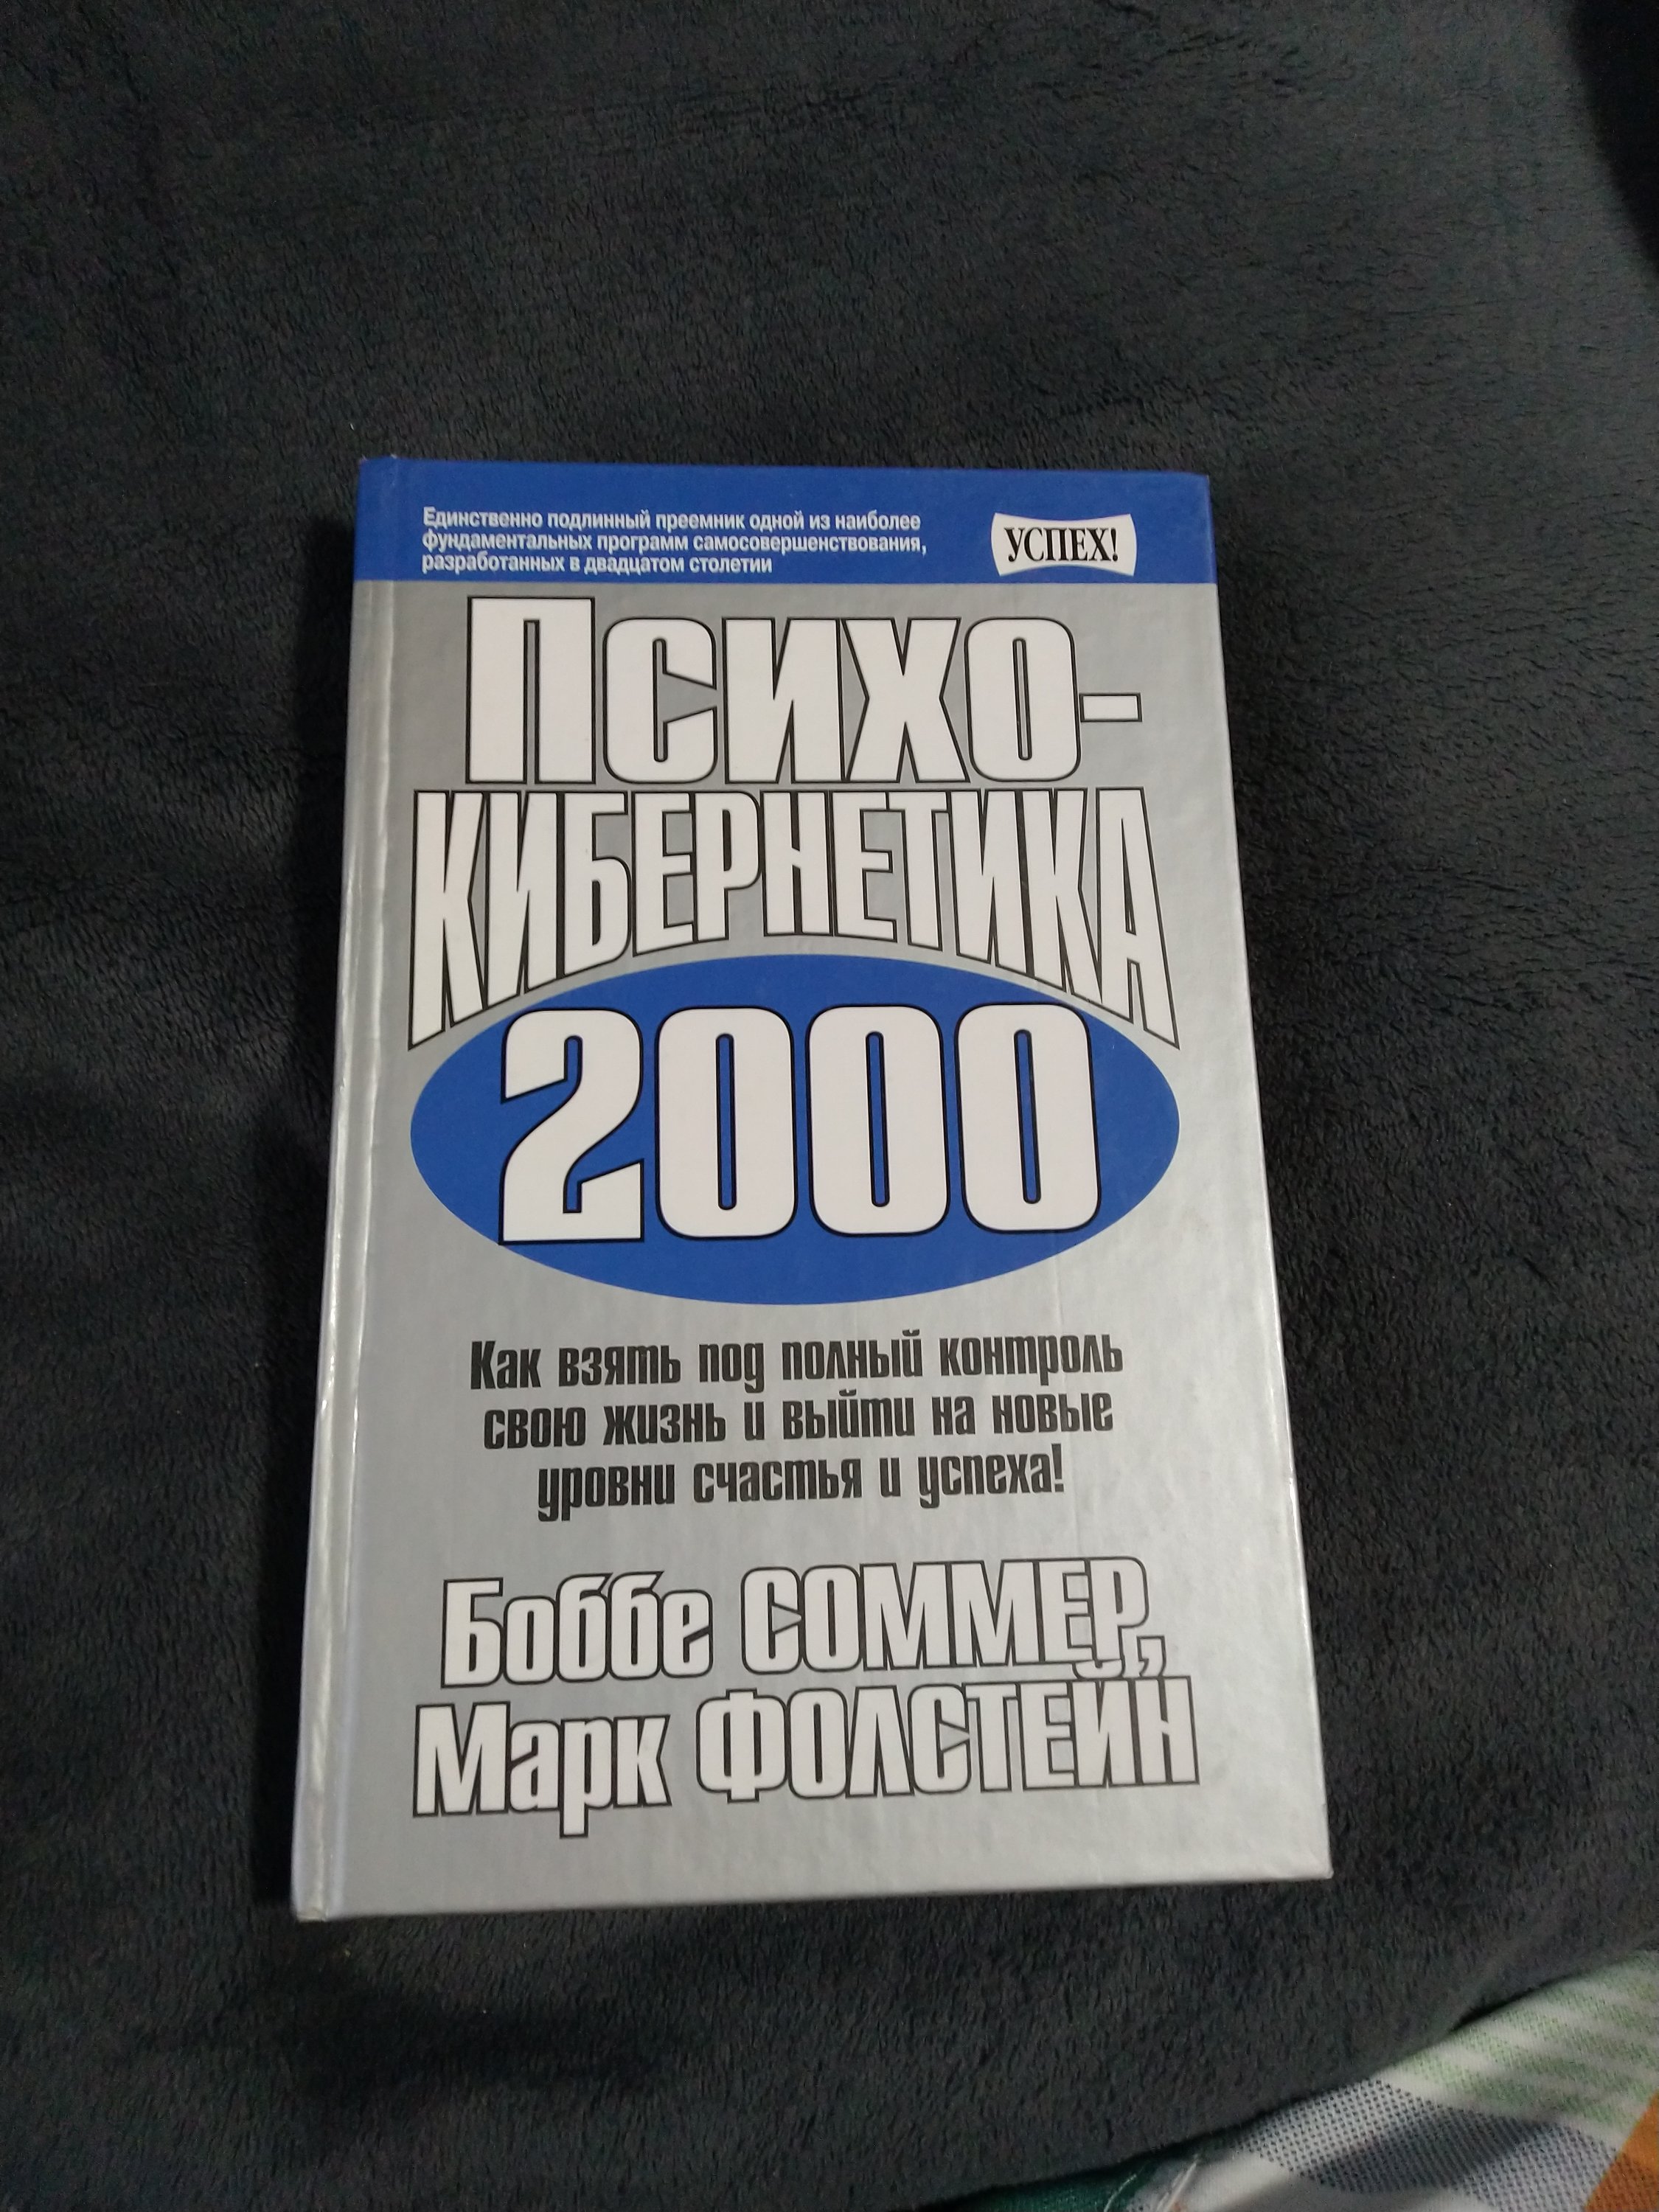 Единственно подлинный преемник одной из наиболее
фундаментальных программ самосовершенствования,
разработанных в двадцатом столетии
УСПЕХ!
Психо-
КИБЕРНЕТИКА
2000
Как взять под полный контроль
свою жизнь и выйти на новые
уровни счастья и успеха!
Боббе СОММЕР,
Марк ФОЛСТЕЙН